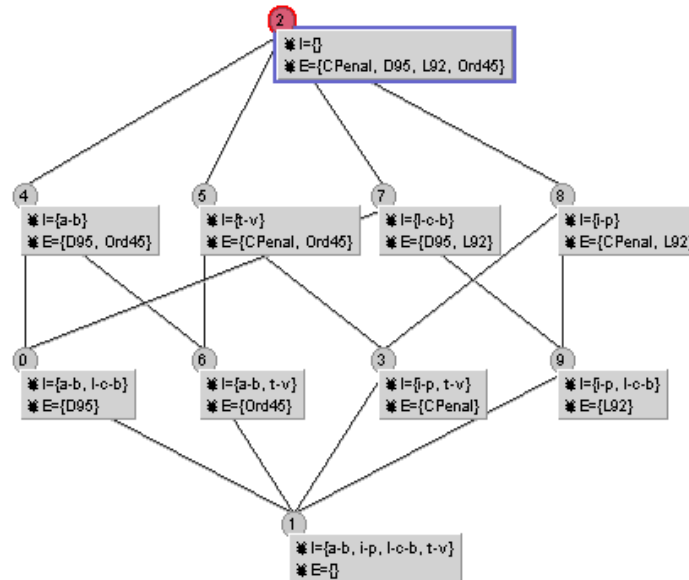 2
I={}
E={CPenal, D95, L92, Ord45}
4
I={a-b}
E={D95, Ord45}
5
I={t-v}
E={CPenal, Ord45}
7
I={l-c-b}
E={D95, L92}
8
I={i-p}
E={CPenal, L92}
0
I={a-b, l-c-b}
E={D95}
6
I={a-b, t-v}
E={Ord45}
3
I={i-p, t-v}
E={CPenal}
9
I={i-p, l-c-b}
E={L92}
1
I={a-b, i-p, l-c-b, t-v}
E={}